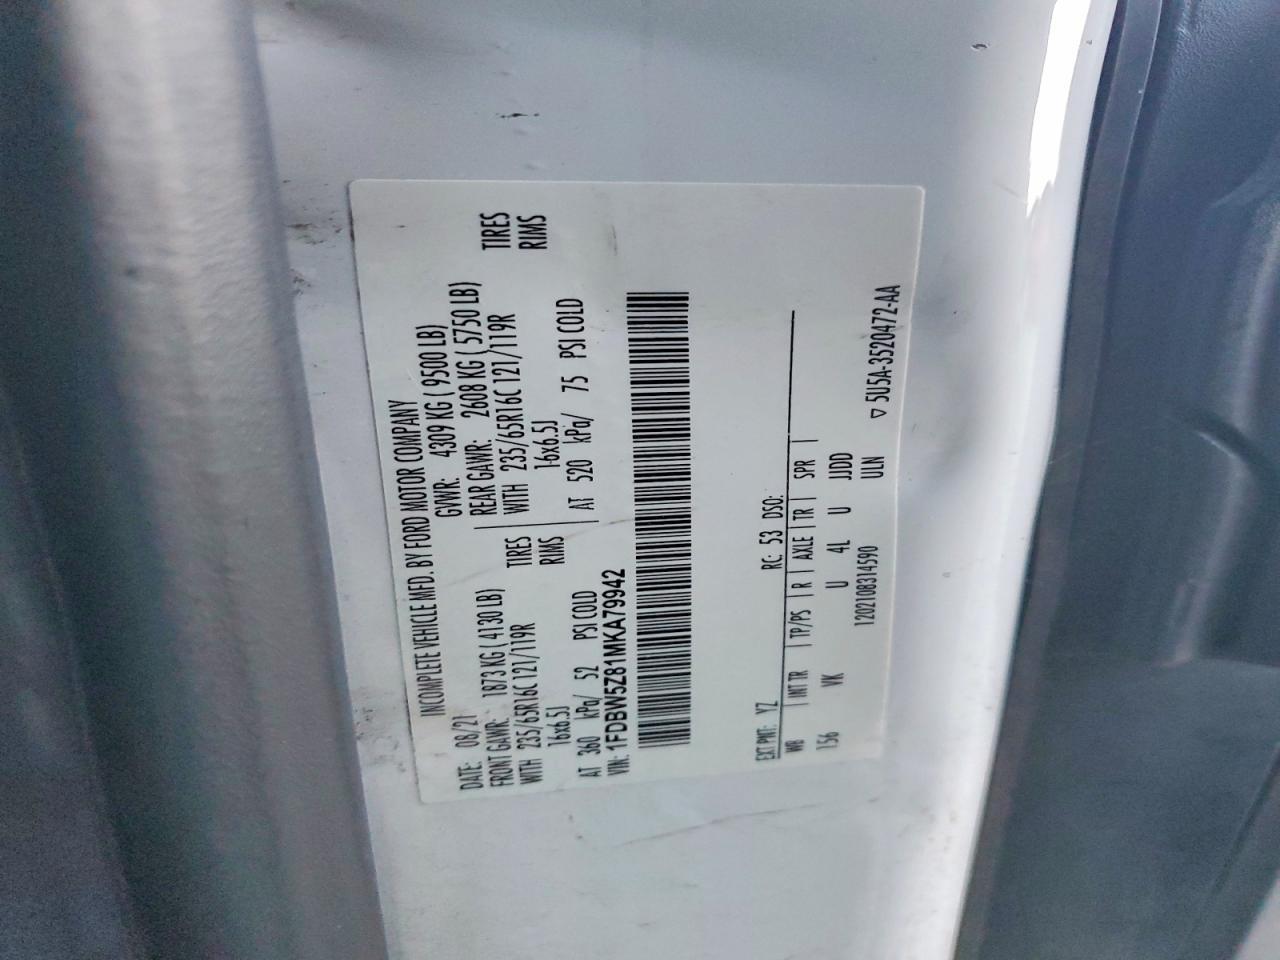 INCOMPLETE VEHICLE MFD. BY FORD MOTOR COMPANY
DATE: 08/21 GVWR: 4309 KG ( 9500 LB)
FRONT GAWR: 1873 KG ( 4130 LB) REAR GAWR: 2608 KG ( 5750 LB)
WITH 235/65R16C 121/119R TIRES WITH 235/65R16C 121/119R TIRES
16x6.5J RIMS 16x6.5J RIMS
AT 360 kPa/ 52 PSI COLD AT 520 kPa/ 75 PSI COLD
VIN: 1FDBW5Z81MKA79942
EXT PNT: YZ RC: 53 DSO:
WB INT TR TP/PS R AXLE TR SPR
156 VK U 4L U JJDD
1202108314590 ULN
▽ 5U5A-3520472-AA